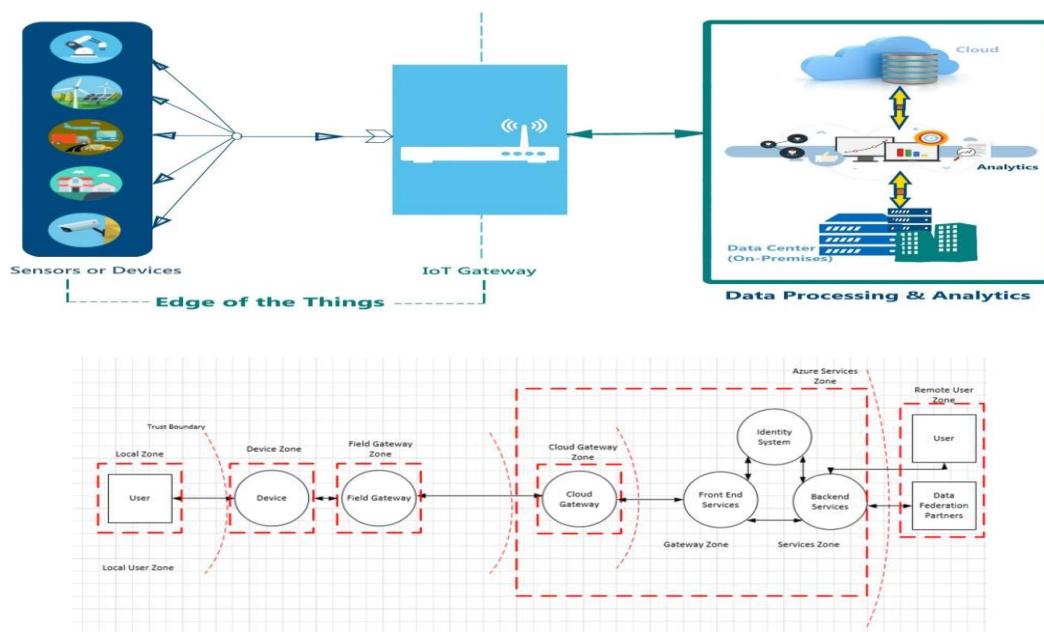 Cloud
Analytics
Data Center
(On-Premises)
Sensors or Devices
IoT Gateway
Edge of the Things
Data Processing & Analytics
Azure Services
Zone
Remote User
Zone
Trust Boundary
Identity
System
User
Field Gateway
Zone
Cloud Gateway
Zone
Local Zone
Device Zone
User
Device
Field Gateway
Cloud
Gateway
Front End
Services
Backend
Services
Data
Federation
Partners
Gateway Zone
Services Zone
Local User Zone